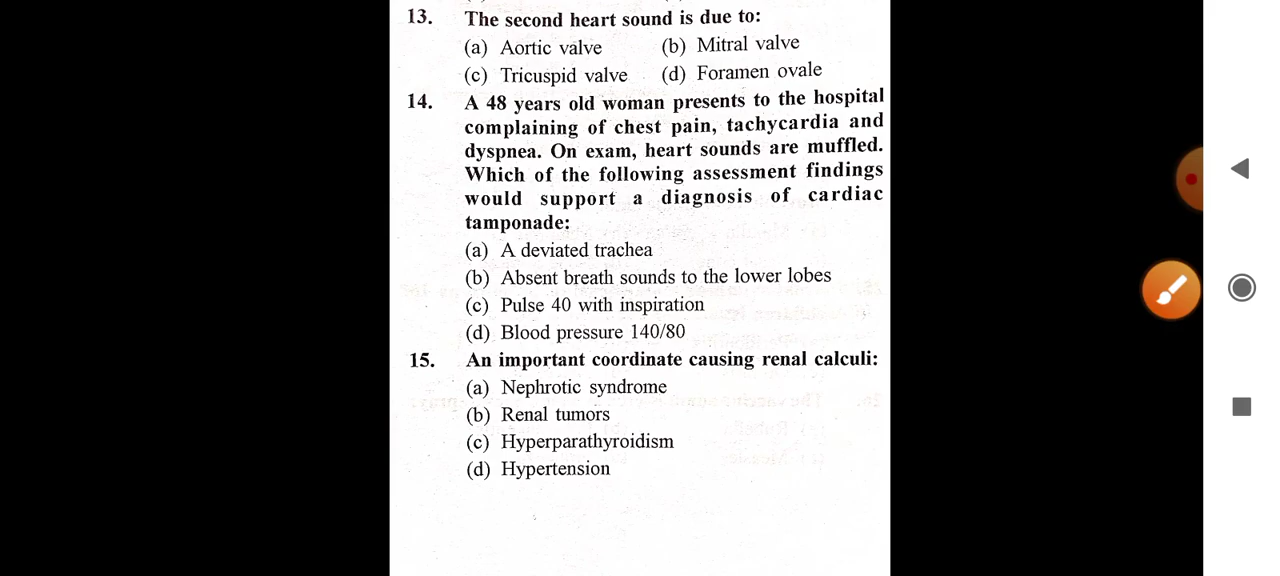 13. The second heart sound is due to:
(a) Aortic valve (b) Mitral valve
(c) Tricuspid valve (d) Foramen ovale
14. A 48 years old woman presents to the hospital
complaining of chest pain, tachycardia and
dyspnea. On exam, heart sounds are muffled.
Which of the following assessment findings
would support a diagnosis of cardiac
tamponade:
(a) A deviated trachea
(b) Absent breath sounds to the lower lobes
(c) Pulse 40 with inspiration
(d) Blood pressure 140/80
15. An important coordinate causing renal calculi:
(a) Nephrotic syndrome
(b) Renal tumors
(c) Hyperparathyroidism
(d) Hypertension